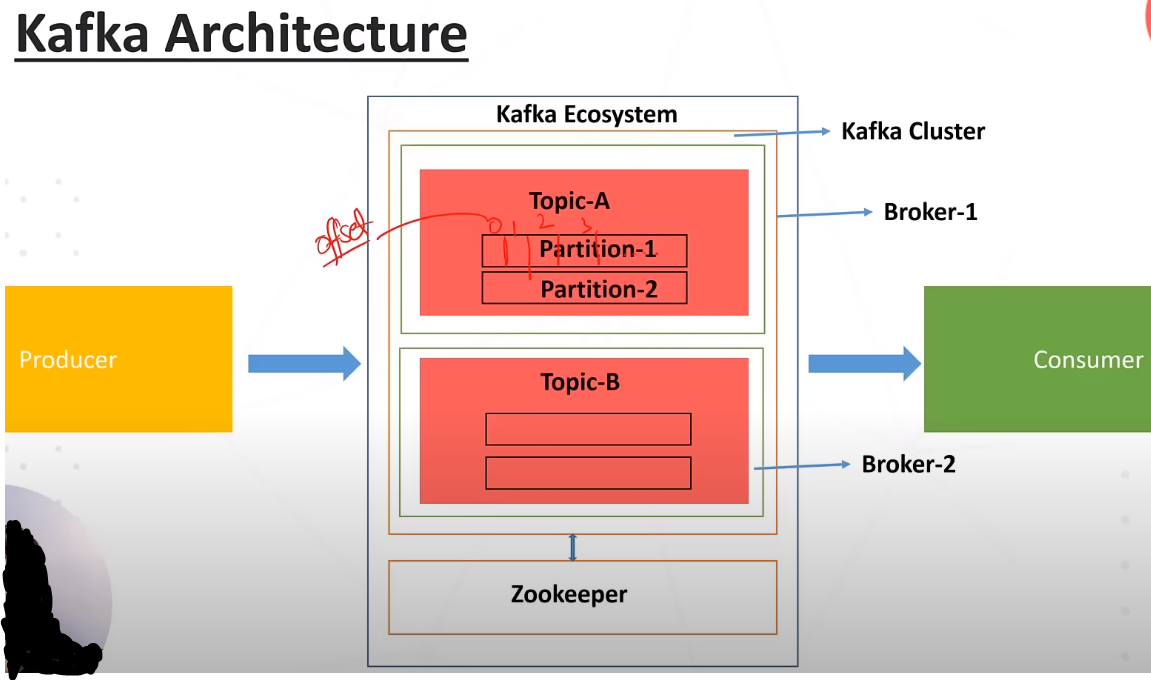 Kafka Architecture
Kafka Ecosystem
Kafka Cluster
Topic-A
Broker-1
offset
0 1 2 3
Partition-1
Partition-2
Producer
Consumer
Topic-B
Broker-2
Zookeeper